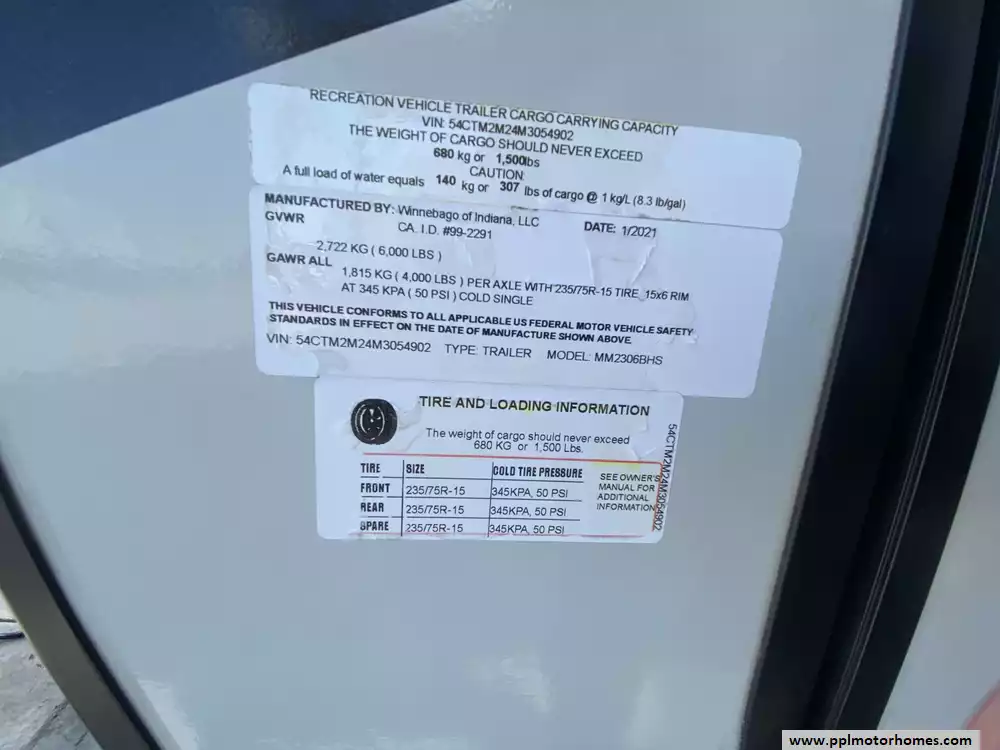 RECREATION VEHICLE TRAILER CARGO CARRYING CAPACITY
VIN: 54CTM2M24M3054902
THE WEIGHT OF CARGO SHOULD NEVER EXCEED
680 kg or 1,500lbs
CAUTION:
A full load of water equals 140 kg or 307 lbs of cargo @ 1 kg/L (8.3 lb/gal)
MANUFACTURED BY: Winnebago of Indiana, LLC DATE: 1/2021
GVWR CA. I.D. #99-2291
2,722 KG ( 6,000 LBS )
GAWR ALL
1,815 KG ( 4,000 LBS ) PER AXLE WITH 235/75R-15 TIRE, 15x6 RIM
AT 345 KPA ( 50 PSI ) COLD SINGLE
THIS VEHICLE CONFORMS TO ALL APPLICABLE US FEDERAL MOTOR VEHICLE SAFETY
STANDARDS IN EFFECT ON THE DATE OF MANUFACTURE SHOWN ABOVE.
VIN: 54CTM2M24M3054902 TYPE: TRAILER MODEL: MM2306BHS
TIRE AND LOADING INFORMATION
The weight of cargo should never exceed
680 KG or 1,500 Lbs.
TIRE SIZE COLD TIRE PRESSURE
FRONT 235/75R-15 345KPA, 50 PSI
REAR 235/75R-15 345KPA, 50 PSI
SPARE 235/75R-15 345KPA, 50 PSI
SEE OWNER'S
MANUAL FOR
ADDITIONAL
INFORMATION
54CTM2M24M3054902
www.pplmotorhomes.com